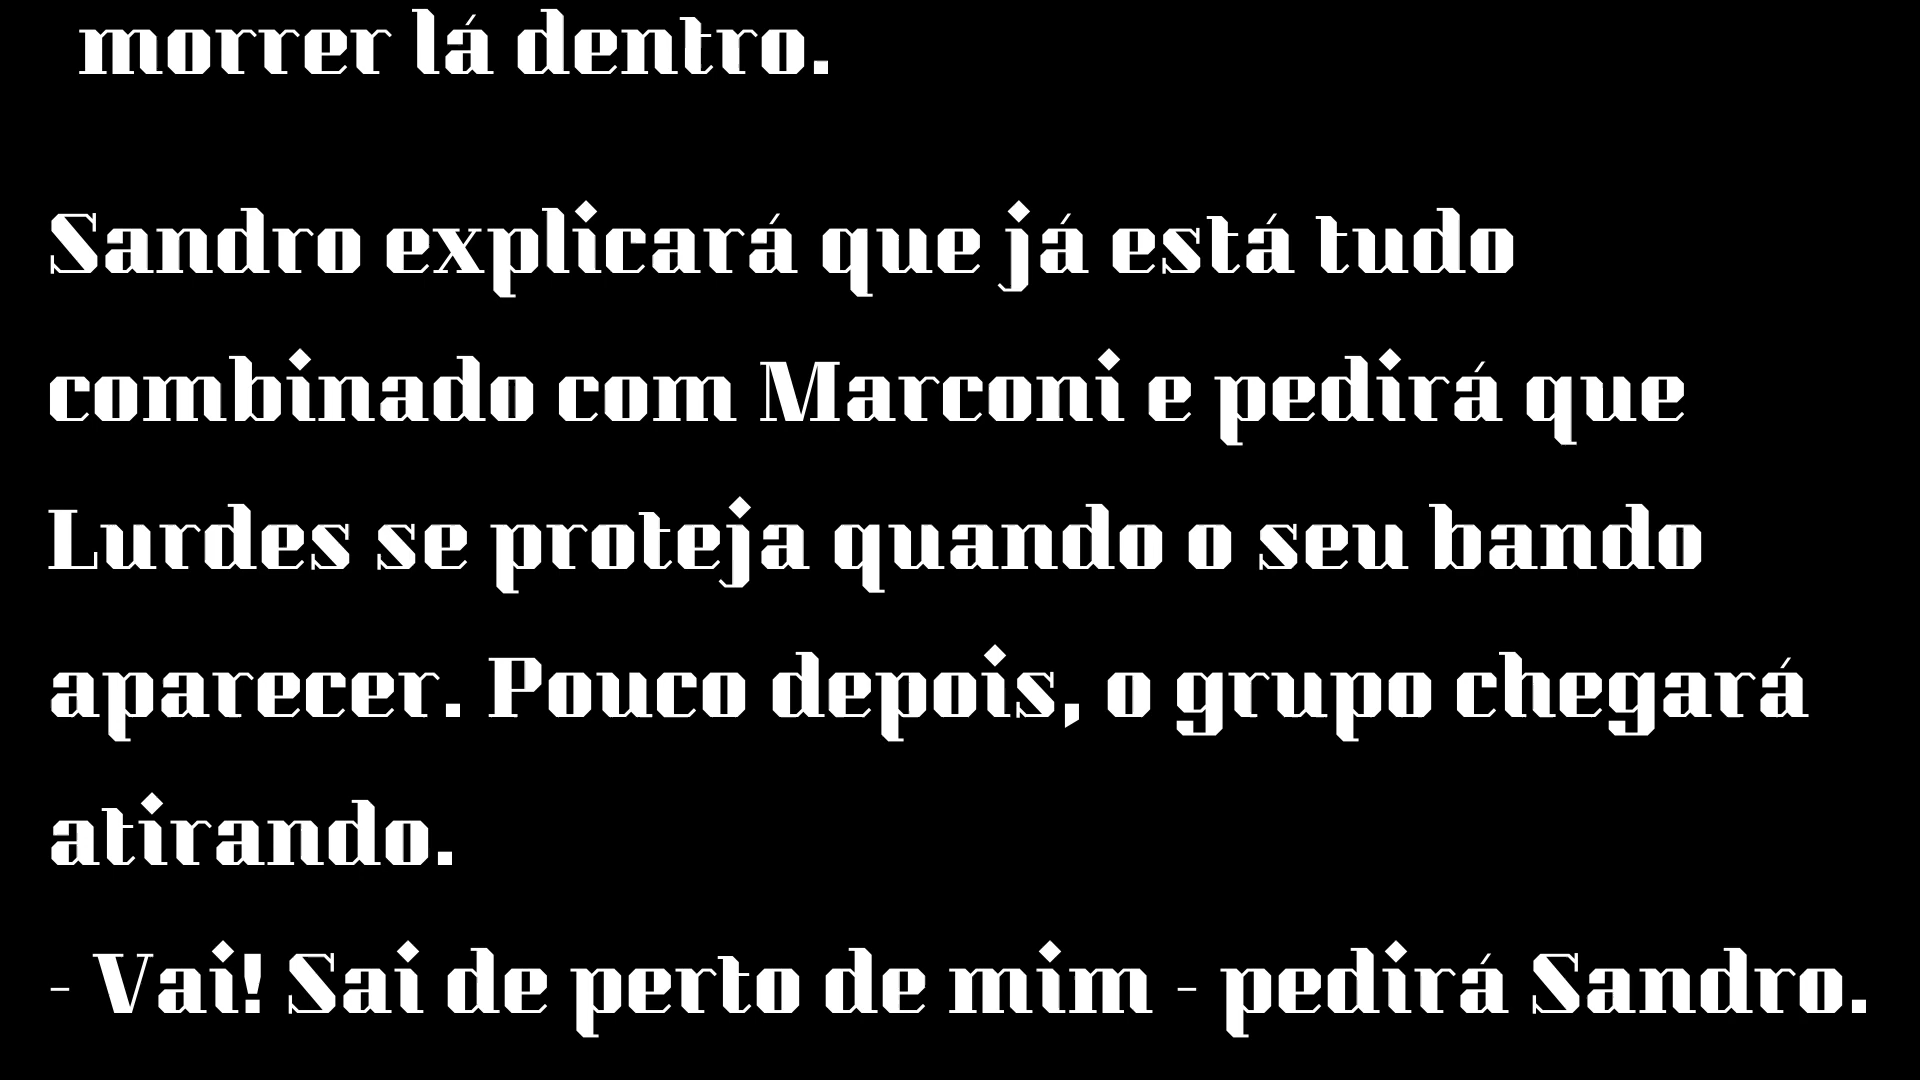 morrer lá dentro.
Sandro explicará que já está tudo
combinado com Marconi e pedirá que
Lurdes se proteja quando o seu bando
aparecer. Pouco depois, o grupo chegará
atirando.
- Vai! Sai de perto de mim - pedirá Sandro.